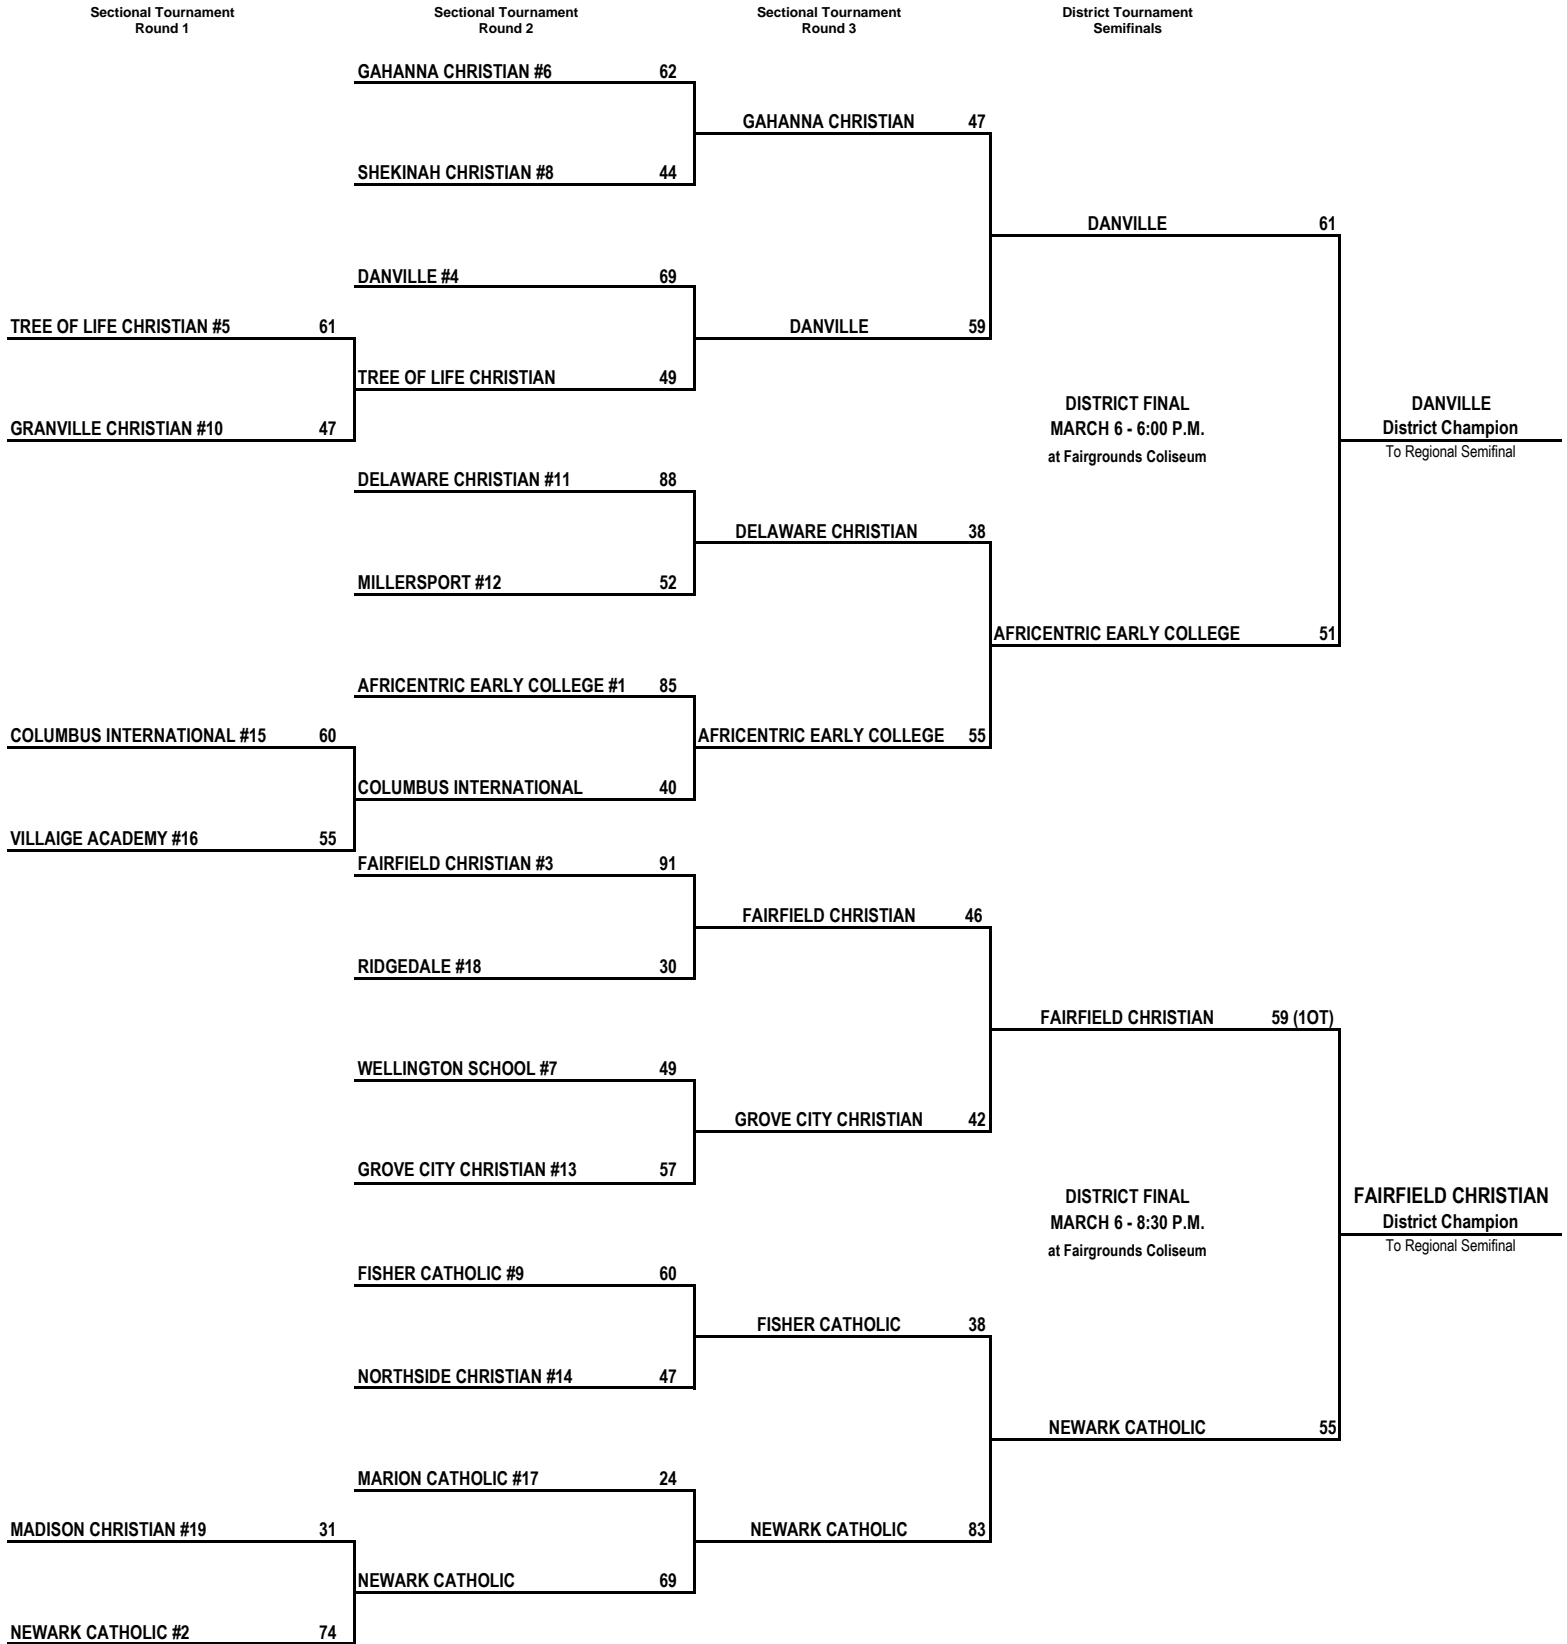 Sectional Tournament
Round 1
Sectional Tournament
Round 2
Sectional Tournament
Round 3
District Tournament
Semifinals
GAHANNA CHRISTIAN #6 62
GAHANNA CHRISTIAN 47
SHEKINAH CHRISTIAN #8 44
DANVILLE 61
DANVILLE #4 69
TREE OF LIFE CHRISTIAN #5 61
DANVILLE 59
TREE OF LIFE CHRISTIAN 49
DISTRICT FINAL
MARCH 6 - 6:00 P.M.
at Fairgrounds Coliseum
DANVILLE
District Champion
To Regional Semifinal
GRANVILLE CHRISTIAN #10 47
DELAWARE CHRISTIAN #11 88
DELAWARE CHRISTIAN 38
MILLERSPORT #12 52
AFRICENTRIC EARLY COLLEGE 51
AFRICENTRIC EARLY COLLEGE #1 85
COLUMBUS INTERNATIONAL #15 60
AFRICENTRIC EARLY COLLEGE 55
COLUMBUS INTERNATIONAL 40
VILLAIGE ACADEMY #16 55
FAIRFIELD CHRISTIAN #3 91
FAIRFIELD CHRISTIAN 46
RIDGEDALE #18 30
FAIRFIELD CHRISTIAN 59 (1OT)
WELLINGTON SCHOOL #7 49
GROVE CITY CHRISTIAN 42
GROVE CITY CHRISTIAN #13 57
DISTRICT FINAL
MARCH 6 - 8:30 P.M.
at Fairgrounds Coliseum
FAIRFIELD CHRISTIAN
District Champion
To Regional Semifinal
FISHER CATHOLIC #9 60
FISHER CATHOLIC 38
NORTHSIDE CHRISTIAN #14 47
NEWARK CATHOLIC 55
MARION CATHOLIC #17 24
MADISON CHRISTIAN #19 31
NEWARK CATHOLIC 83
NEWARK CATHOLIC 69
NEWARK CATHOLIC #2 74